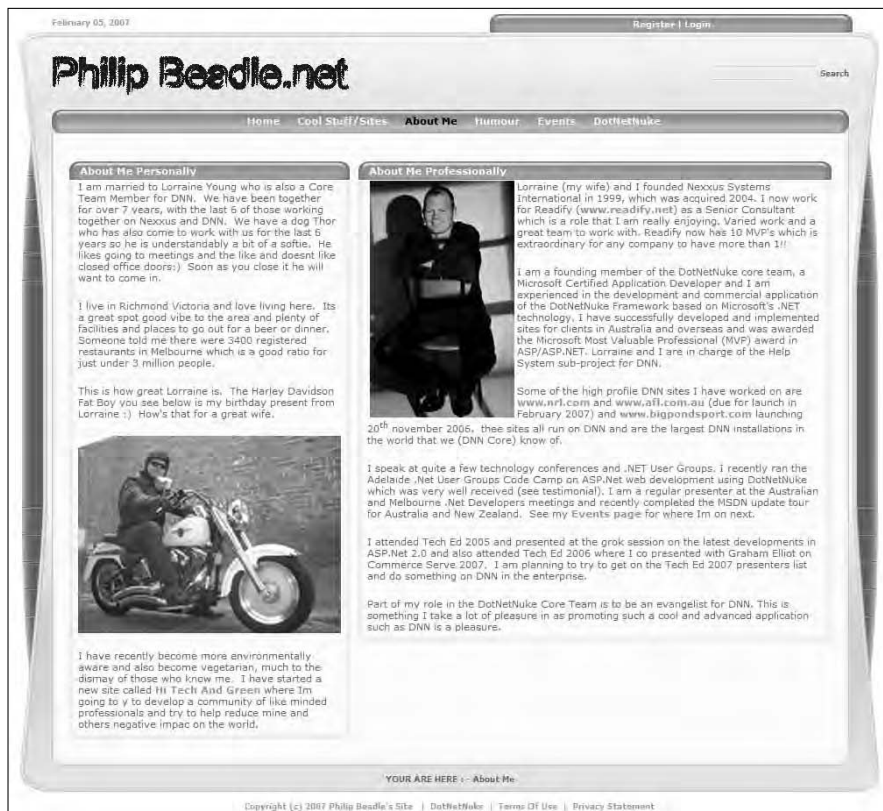 February 05, 2007
Register | Login
Philip Beadle.net
Search
Home Cool Stuff/Sites About Me Humour Events DotNetNuke
About Me Personally
I am married to Lorraine Young who is also a Core
Team Member for DNN. We have been together
for over 7 years, with the last 6 of those working
together on Nexxus and DNN. We have a dog Thor
who has also come to work with us for the last 6
years so he is understandably a bit of a softie. He
likes going to meetings and the like and doesnt like
closed office doors:) Soon as you close it he will
want to come in.
I live in Richmond Victoria and love living here. Its
a great spot good vibe to the area and plenty of
facilities and places to go out for a beer or dinner.
Someone told me there were 3400 registered
restaurants in Melbourne which is a good ratio for
just under 3 million people.
This is how great Lorraine is. The Harley Davidson
Fat Boy you see below is my birthday present from
Lorraine :) How's that for a great wife.
I have recently become more environmentally
aware and also become vegetarian, much to the
dismay of those who know me. I have started a
new site called Hi Tech And Green where Im
going to y to develop a community of like minded
professionals and try to help reduce mine and
others negative impac on the world.
About Me Professionally
Lorraine (my wife) and I founded Nexxus Systems
International in 1999, which was acquired 2004. I now work
for Readify (www.readify.net) as a Senior Consultant
which is a role that I am really enjoying. Varied work and a
great team to work with. Readify now has 10 MVP's which is
extraordinary for any company to have more than 1!!
I am a founding member of the DotNetNuke core team, a
Microsoft Certified Application Developer and I am
experienced in the development and commercial application
of the DotNetNuke Framework based on Microsoft's .NET
technology. I have successfully developed and implemented
sites for clients in Australia and overseas and was awarded
the Microsoft Most Valuable Professional (MVP) award in
ASP/ASP.NET. Lorraine and I are in charge of the Help
System sub-project for DNN.
Some of the high profile DNN sites I have worked on are
www.nrl.com and www.afl.com.au (due for launch in
February 2007) and www.bigpondsport.com launching
20th november 2006. thee sites all run on DNN and are the largest DNN installations in
the world that we (DNN Core) know of.
I speak at quite a few technology conferences and .NET User Groups. i recently ran the
Adelaide .Net User Groups Code Camp on ASP.Net web development using DotNetNuke
which was very well received (see testimonial). I am a regular presenter at the Australian
and Melbourne .Net Developers meetings and recently completed the MSDN update tour
for Australia and New Zealand. See my Events page for where Im on next.
I attended Tech Ed 2005 and presented at the grok session on the latest developments in
ASP.Net 2.0 and also attended Tech Ed 2006 where I co presented with Graham Elliot on
Commerce Serve 2007. I am planning to try to get on the Tech Ed 2007 presenters list
and do something on DNN in the enterprise.
Part of my role in the DotNetNuke Core Team is to be an evangelist for DNN. This is
something I take a lot of pleasure in as promoting such a cool and advanced application
such as DNN is a pleasure.
YOUR ARE HERE :- About Me
Copyright (c) 2007 Philip Beadle's Site | DotNetNuke | Terms Of Use | Privacy Statement